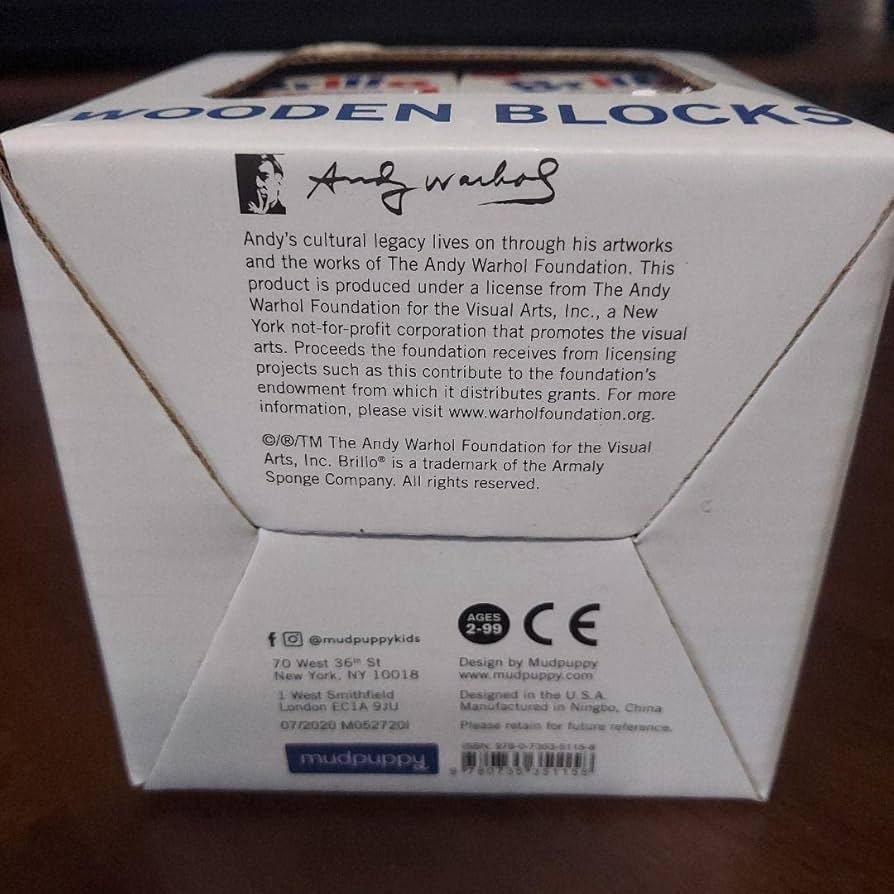 WOODEN BLOCKS
Andy Warhol
Andy's cultural legacy lives on through his artworks
and the works of The Andy Warhol Foundation. This
product is produced under a license from The Andy
Warhol Foundation for the Visual Arts, Inc., a New
York not-for-profit corporation that promotes the visual
arts. Proceeds the foundation receives from licensing
projects such as this contribute to the foundation's
endowment from which it distributes grants. For more
information, please visit www.warholfoundation.org.
©/®/TM The Andy Warhol Foundation for the Visual
Arts, Inc. Brillo® is a trademark of the Armaly
Sponge Company. All rights reserved.
@mudpuppykids
70 West 36th St
New York, NY 10018
1 West Smithfield
London EC1A 9JU
07/2020 M052720I
mudpuppy
AGES
2-99
CE
Design by Mudpuppy
www.mudpuppy.com
Designed in the U.S.A.
Manufactured in Ningbo, China
Please retain for future reference.